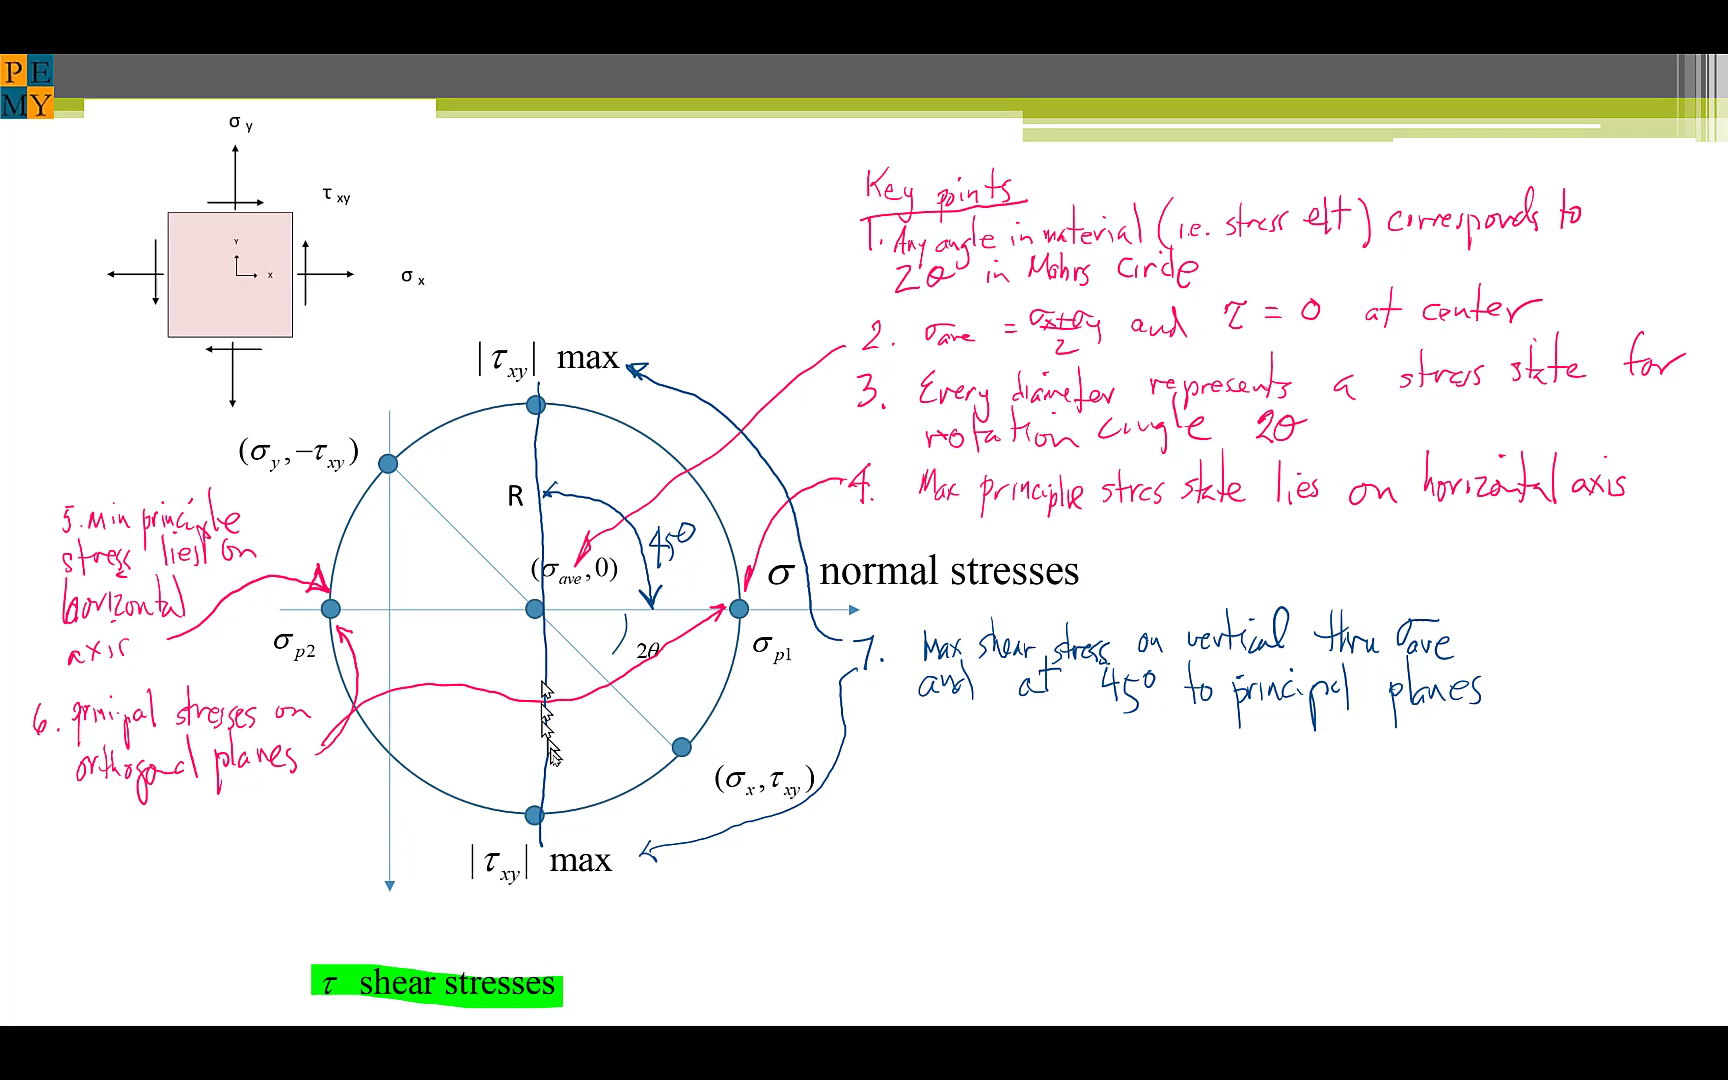 P E
M Y
σ y
τ xy
Y
x
σ x
Key points
1. Any angle in material (i.e. stress elt) corresponds to
2θ in Mohrs Circle
2. σave = σx+σy/2 and τ = 0 at center
3. Every diameter represents a stress state for
rotation angle 2θ
4. Max principle stress state lies on horizontal axis
|τxy| max
(σy, -τxy)
R
45°
(σave, 0)
σ normal stresses
5. Min principle
stress lies on
horizontal
axis
σp2
2θ
σp1
7. Max shear stress on vertical thru σave
and at 45° to principal planes
6. principal stresses on
orthogonal planes
(σx, τxy)
|τxy| max
τ shear stresses